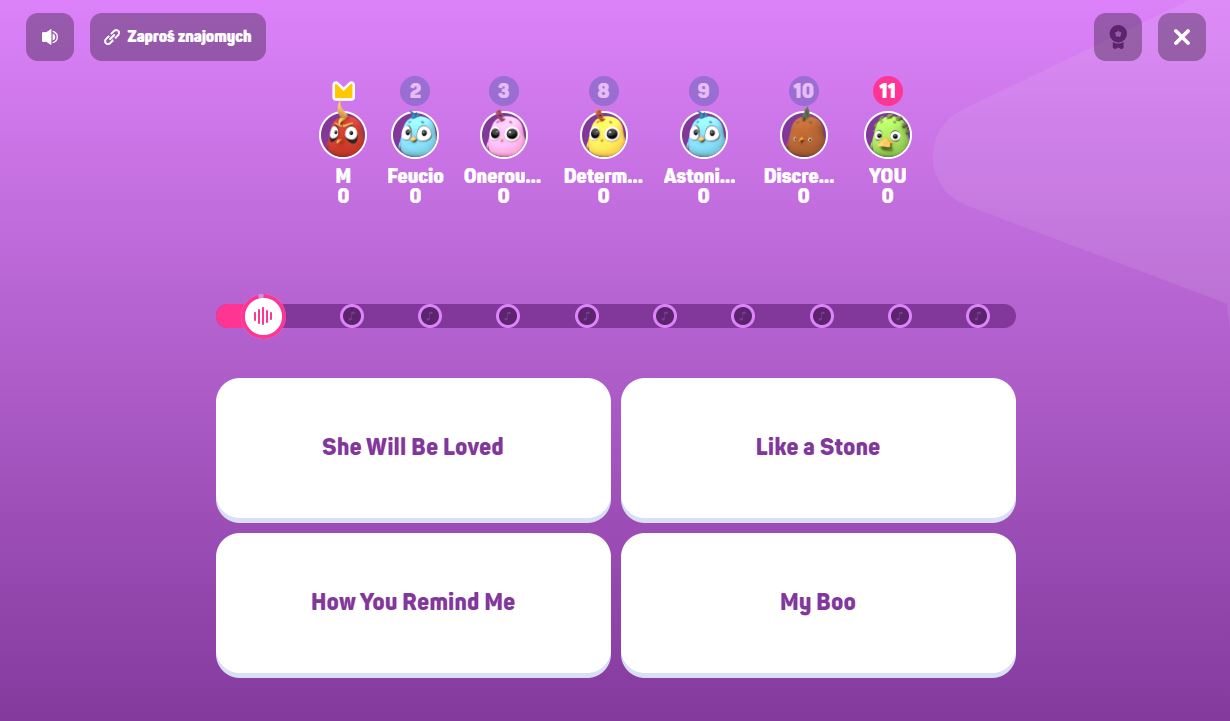 Zaproś znajomych
2 3 8 9 10 11
M Feucio Onerou... Determ... Astoni... Discre... YOU
0 0 0 0 0 0 0
She Will Be Loved
Like a Stone
How You Remind Me
My Boo